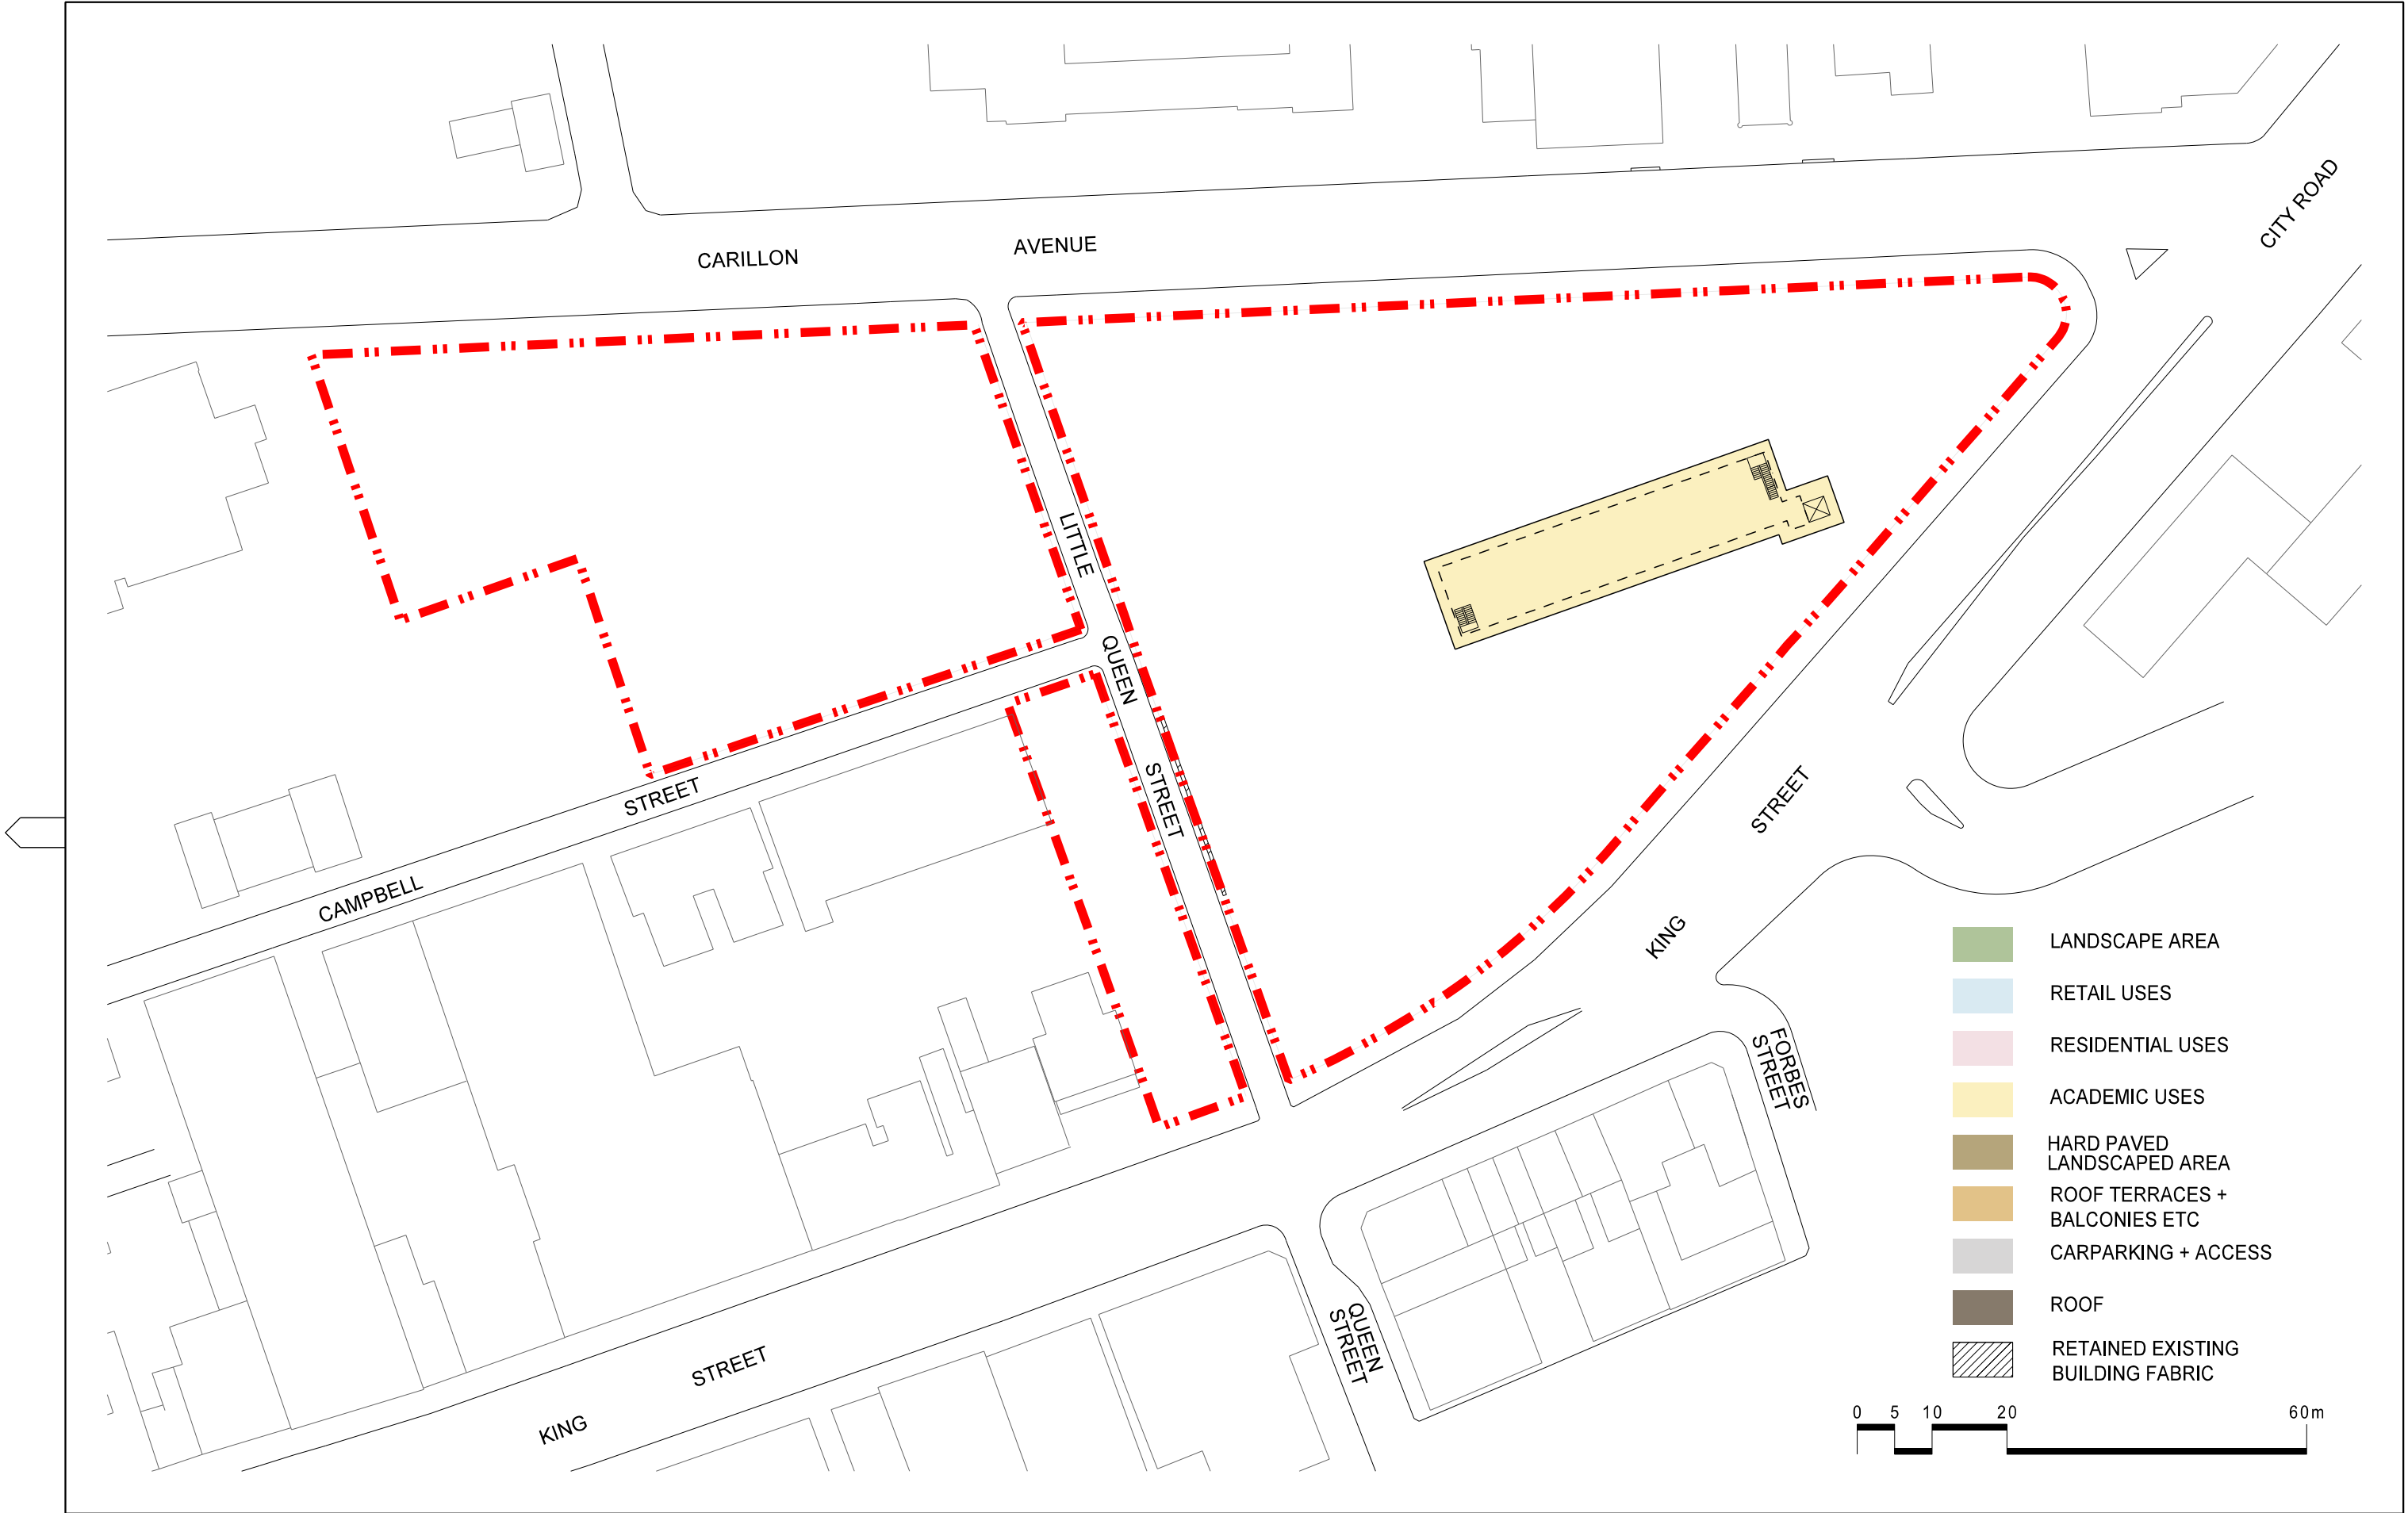 CITY ROAD
CARILLON
AVENUE
LITTLE
QUEEN
STREET
STREET
CAMPBELL
STREET
KING
FORBES
STREET
QUEEN
STREET
STREET
KING
LANDSCAPE AREA
RETAIL USES
RESIDENTIAL USES
ACADEMIC USES
HARD PAVED
LANDSCAPED AREA
ROOF TERRACES +
BALCONIES ETC
CARPARKING + ACCESS
ROOF
RETAINED EXISTING
BUILDING FABRIC
0 5 10 20 60m